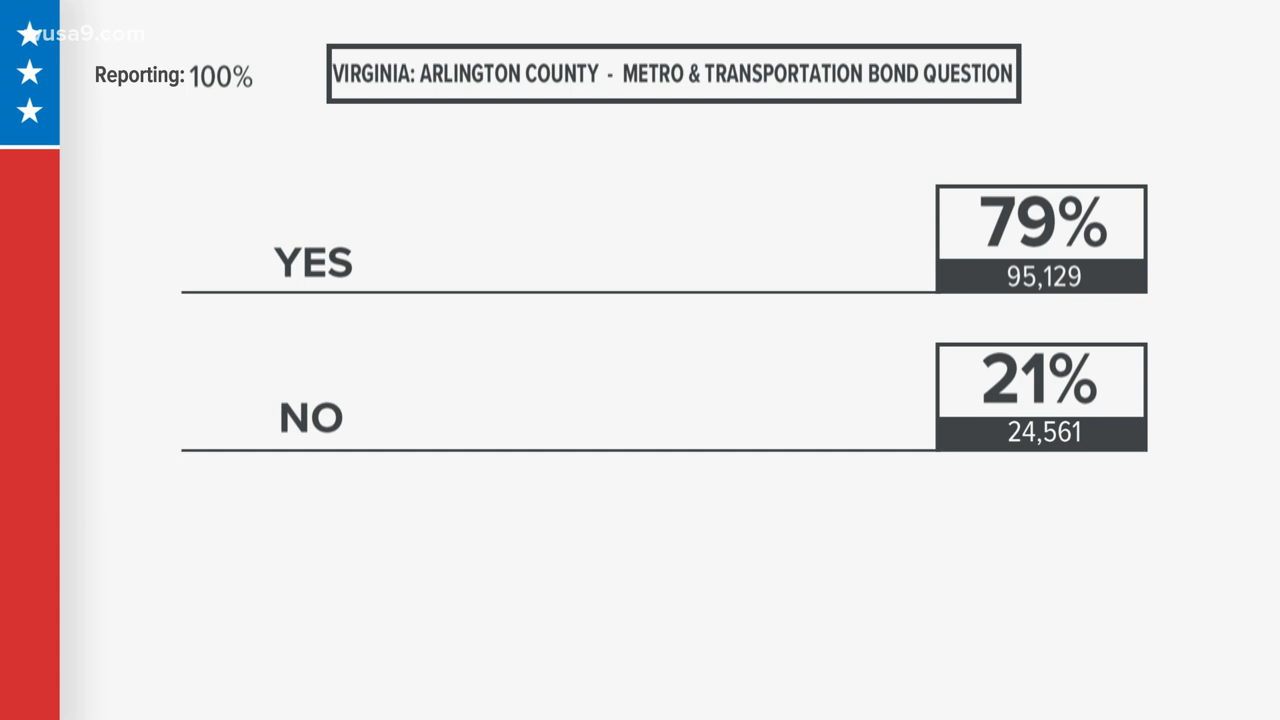 wusa9.com
Reporting: 100%
VIRGINIA: ARLINGTON COUNTY - METRO & TRANSPORTATION BOND QUESTION
YES
79%
95,129
NO
21%
24,561